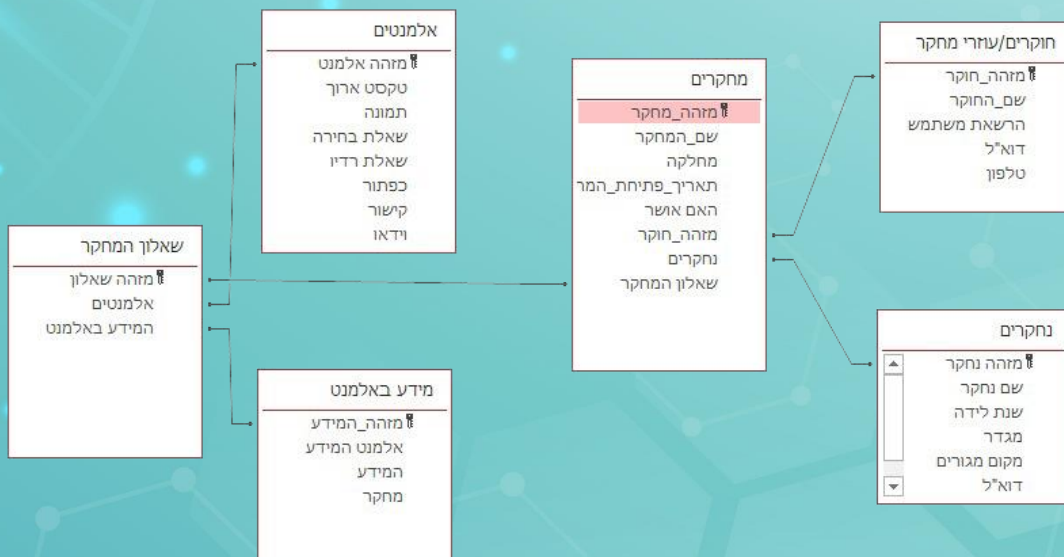 חוקרים/עוזרי מחקר
מזהה_חוקר
שם_החוקר
הרשאת משתמש
דוא"ל
טלפון
נחקרים
מזהה נחקר
שם נחקר
שנת לידה
מגדר
מקום מגורים
דוא"ל
מחקרים
מזהה_מחקר
שם_המחקר
מחלקה
תאריך_פתיחת_המר
האם אושר
מזהה_חוקר
נחקרים
שאלון המחקר
אלמנטים
מזהה אלמנט
טקסט ארוך
תמונה
שאלת בחירה
שאלת רדיו
כפתור
קישור
וידאו
מידע באלמנט
מזהה_המידע
אלמנט המידע
המידע
מחקר
שאלון המחקר
מזהה שאלון
אלמנטים
המידע באלמנט